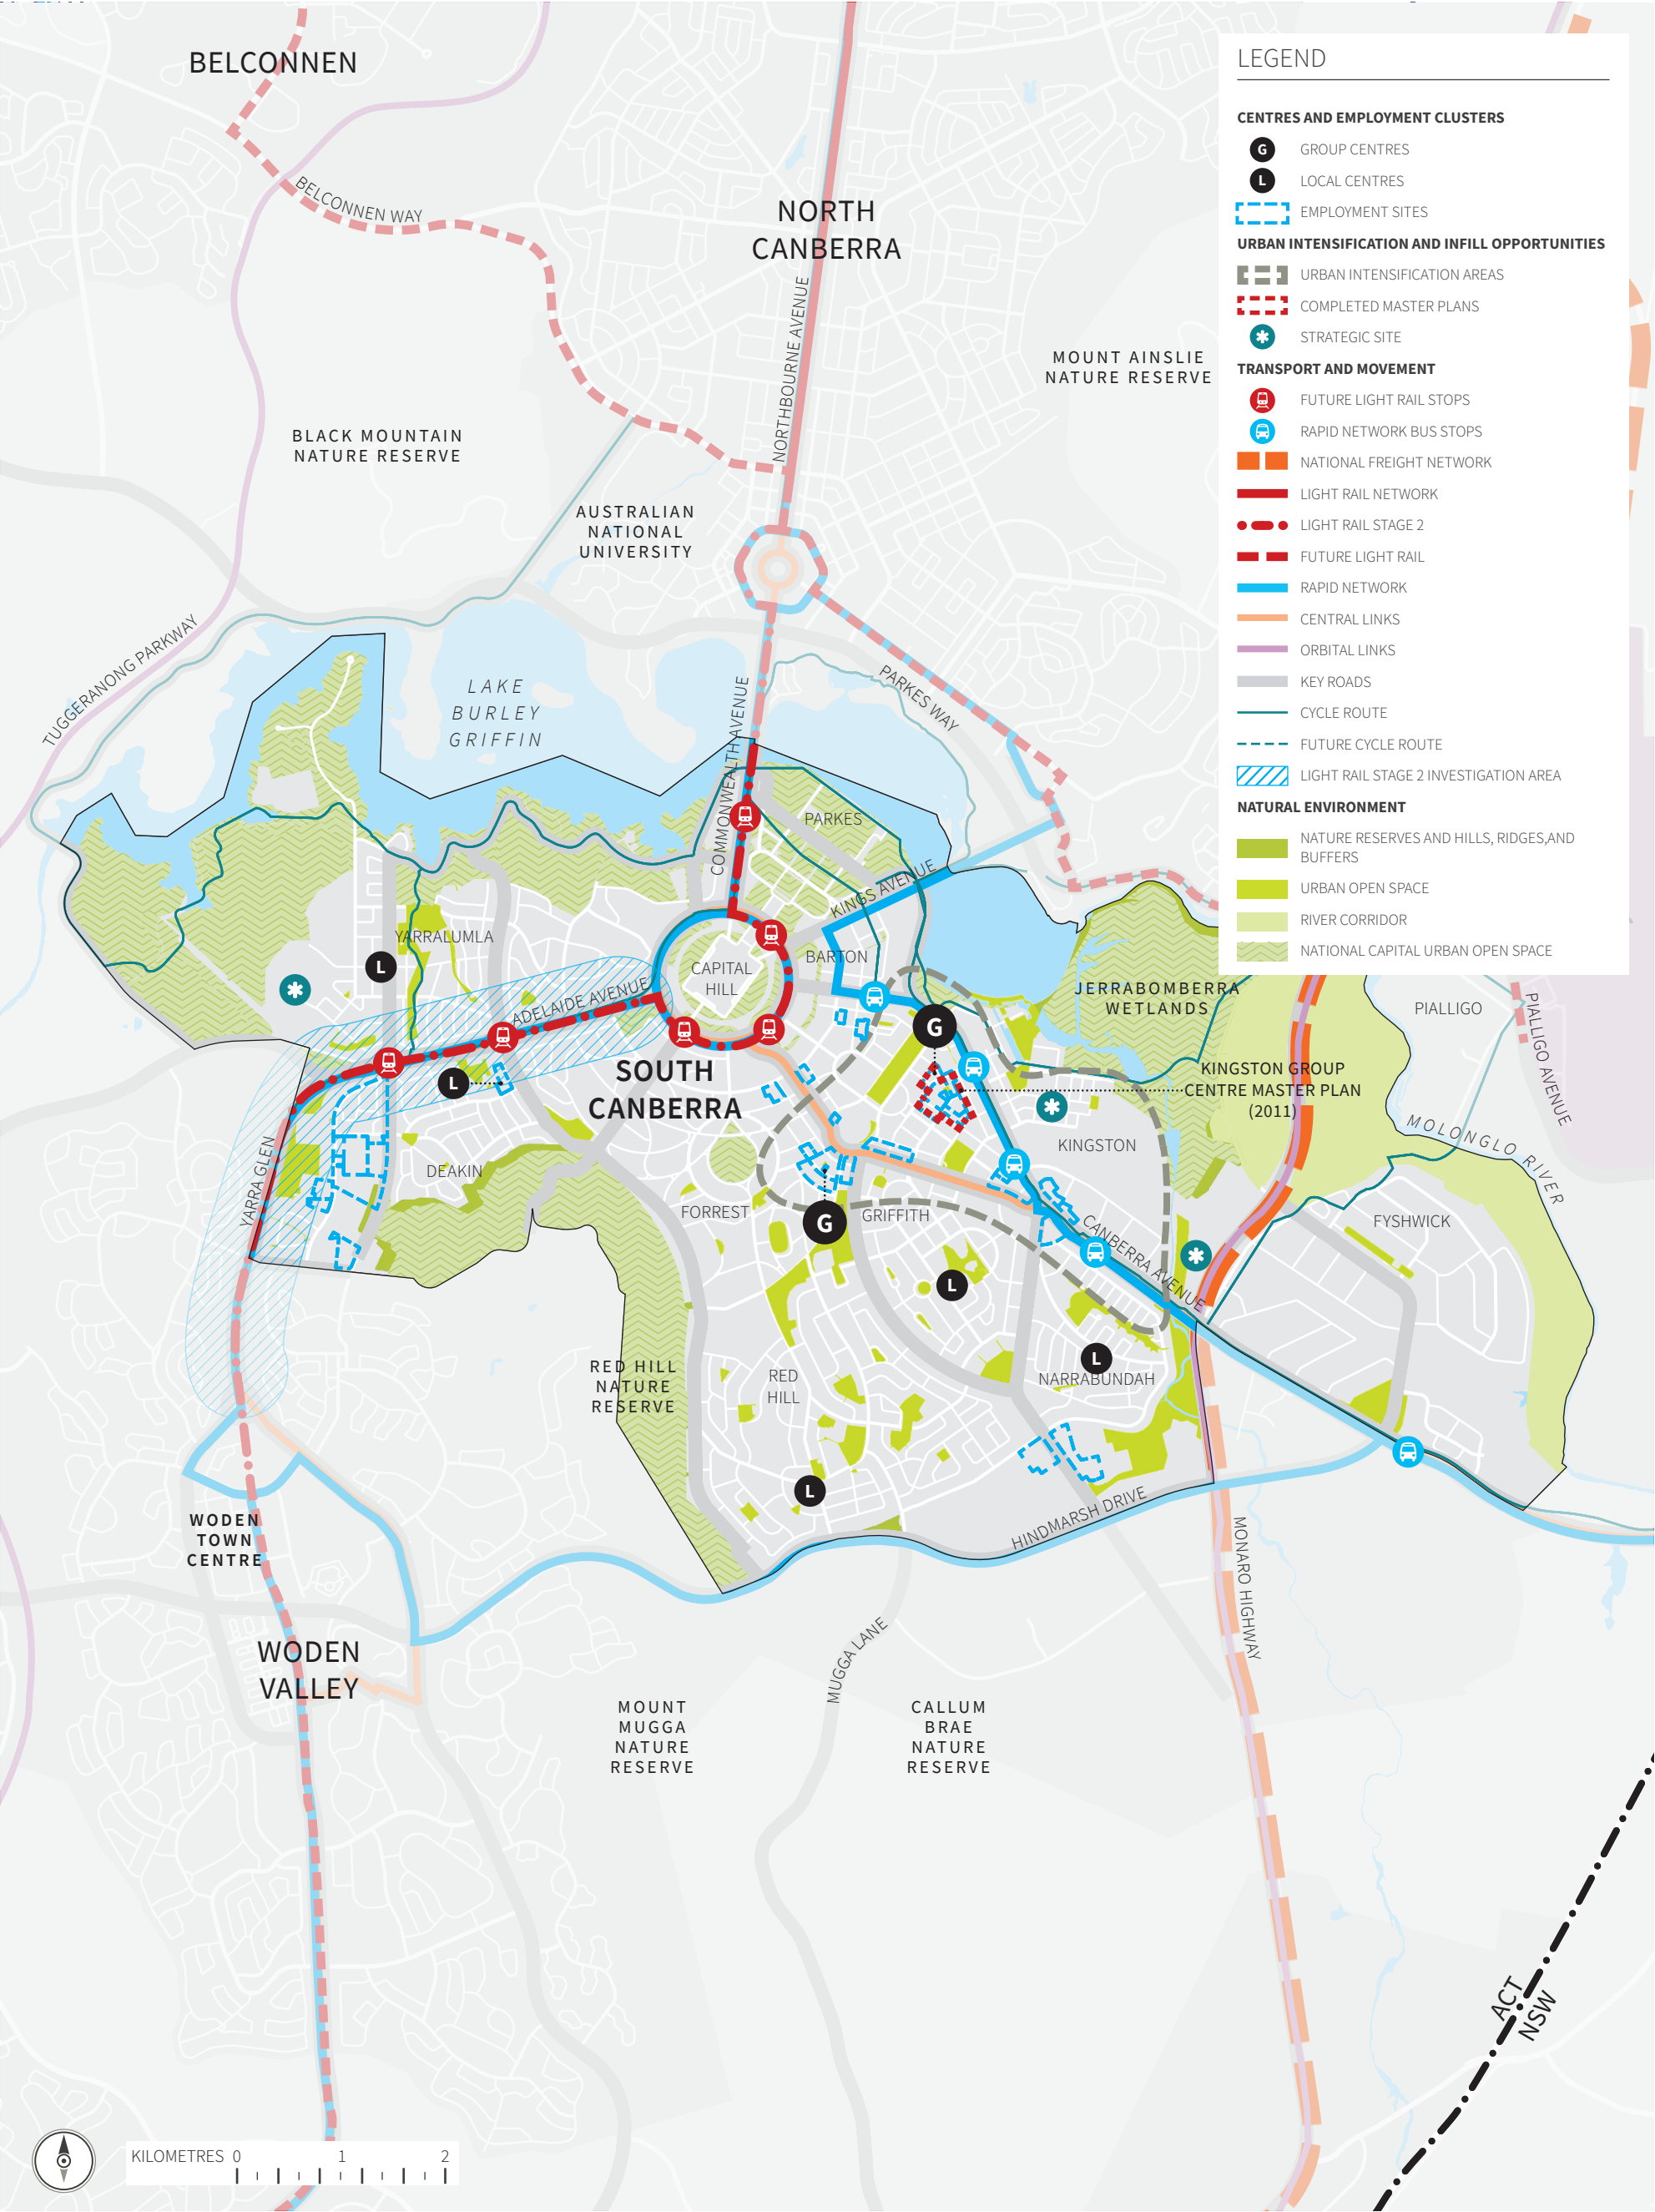 BELCONNEN
BELCONNEN WAY
NORTH
CANBERRA
NORTHBOURNE AVENUE
MOUNT AINSLIE
NATURE RESERVE
BLACK MOUNTAIN
NATURE RESERVE
AUSTRALIAN
NATIONAL
UNIVERSITY
TUGGERANONG PARKWAY
LAKE
BURLEY
GRIFFIN
COMMONWEALTH AVENUE
PARKES WAY
PARKES
KINGS AVENUE
YARRALUMLA
L
BARTON
CAPITAL
HILL
ADELAIDE AVENUE
JERRABOMBERRA
WETLANDS
PIALLIGO
PIALLIGO AVENUE
G
SOUTH
CANBERRA
L
KINGSTON GROUP
CENTRE MASTER PLAN
(2011)
MOLONGLO RIVER
KINGSTON
YARRA GLEN
DEAKIN
FORREST
G
GRIFFITH
FYSHWICK
CANBERRA AVENUE
L
RED HILL
NATURE
RESERVE
RED
HILL
L
NARRABUNDAH
L
HINDMARSH DRIVE
WODEN
TOWN
CENTRE
MONARO HIGHWAY
WODEN
VALLEY
MUGGA LANE
MOUNT
MUGGA
NATURE
RESERVE
CALLUM
BRAE
NATURE
RESERVE
ACT
NSW
KILOMETRES 0 1 2
LEGEND
CENTRES AND EMPLOYMENT CLUSTERS
G GROUP CENTRES
L LOCAL CENTRES
EMPLOYMENT SITES
URBAN INTENSIFICATION AND INFILL OPPORTUNITIES
URBAN INTENSIFICATION AREAS
COMPLETED MASTER PLANS
STRATEGIC SITE
TRANSPORT AND MOVEMENT
FUTURE LIGHT RAIL STOPS
RAPID NETWORK BUS STOPS
NATIONAL FREIGHT NETWORK
LIGHT RAIL NETWORK
LIGHT RAIL STAGE 2
FUTURE LIGHT RAIL
RAPID NETWORK
CENTRAL LINKS
ORBITAL LINKS
KEY ROADS
CYCLE ROUTE
FUTURE CYCLE ROUTE
LIGHT RAIL STAGE 2 INVESTIGATION AREA
NATURAL ENVIRONMENT
NATURE RESERVES AND HILLS, RIDGES,AND
BUFFERS
URBAN OPEN SPACE
RIVER CORRIDOR
NATIONAL CAPITAL URBAN OPEN SPACE